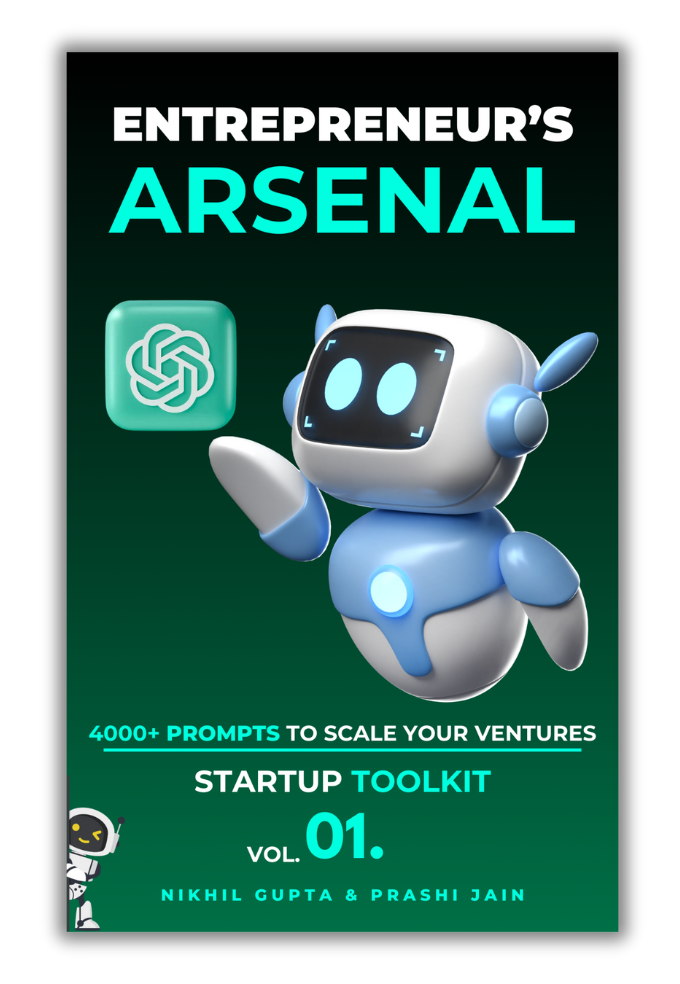 ENTREPRENEUR’S
ARSENAL
4000+ PROMPTS TO SCALE YOUR VENTURES
STARTUP TOOLKIT
VOL. 01.
NIKHIL GUPTA & PRASHI JAIN